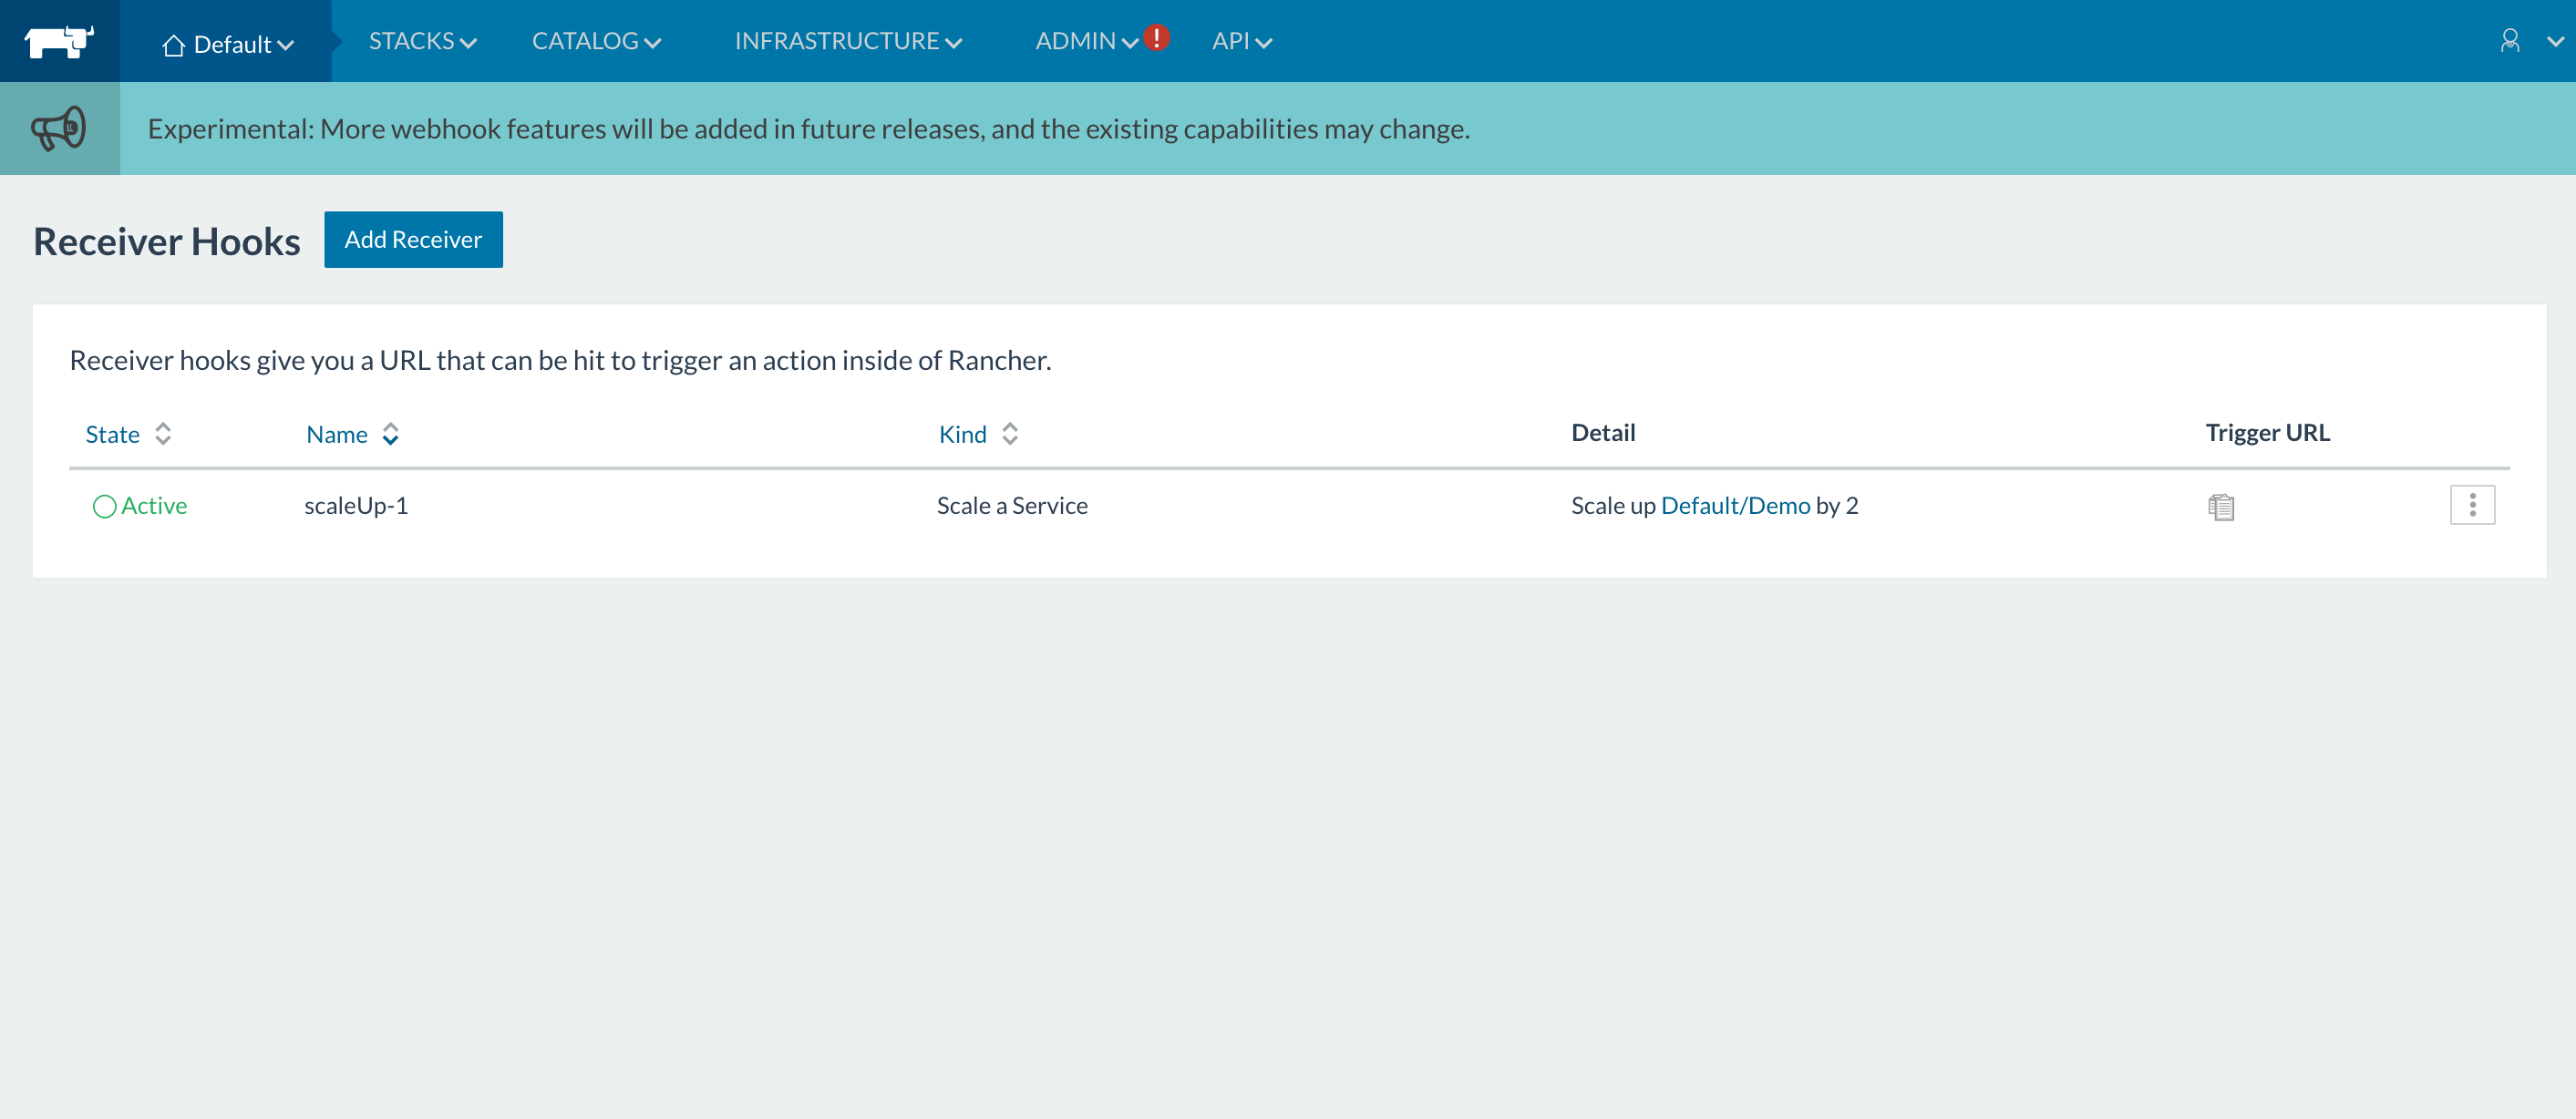 Default STACKS CATALOG INFRASTRUCTURE ADMIN ! API
Experimental: More webhook features will be added in future releases, and the existing capabilities may change.
Receiver Hooks Add Receiver
Receiver hooks give you a URL that can be hit to trigger an action inside of Rancher.
State Name Kind Detail Trigger URL
Active scaleUp-1 Scale a Service Scale up Default/Demo by 2